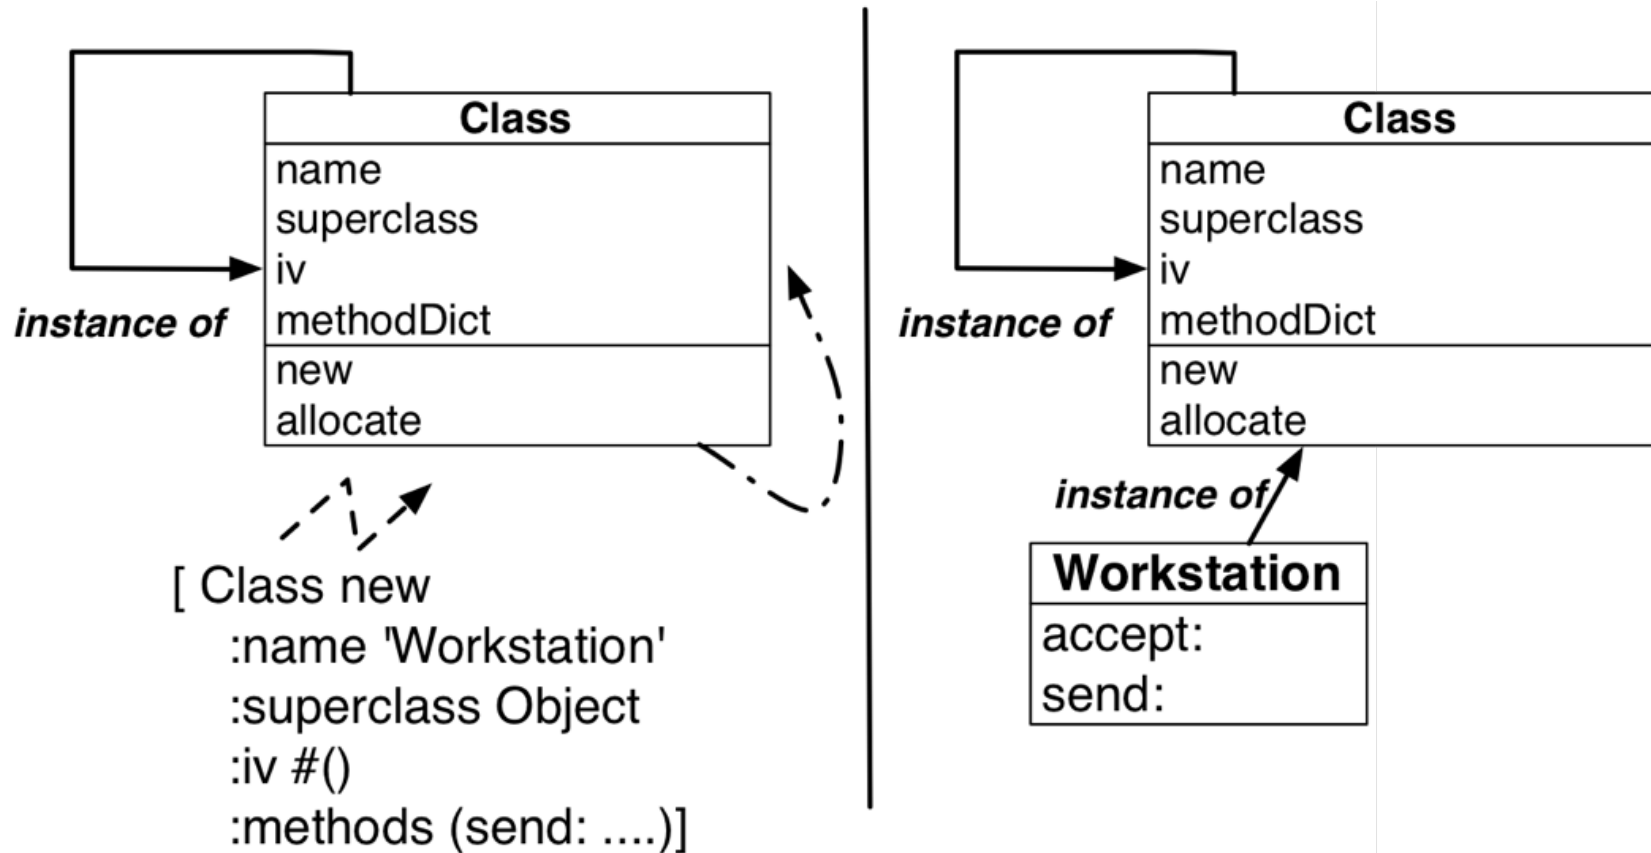 Class
name
superclass
iv
instance of
methodDict
new
allocate
[ Class new
:name 'Workstation'
:superclass Object
:iv #()
:methods (send: ....)]
Class
name
superclass
iv
instance of
methodDict
new
allocate
instance of
Workstation
accept:
send: